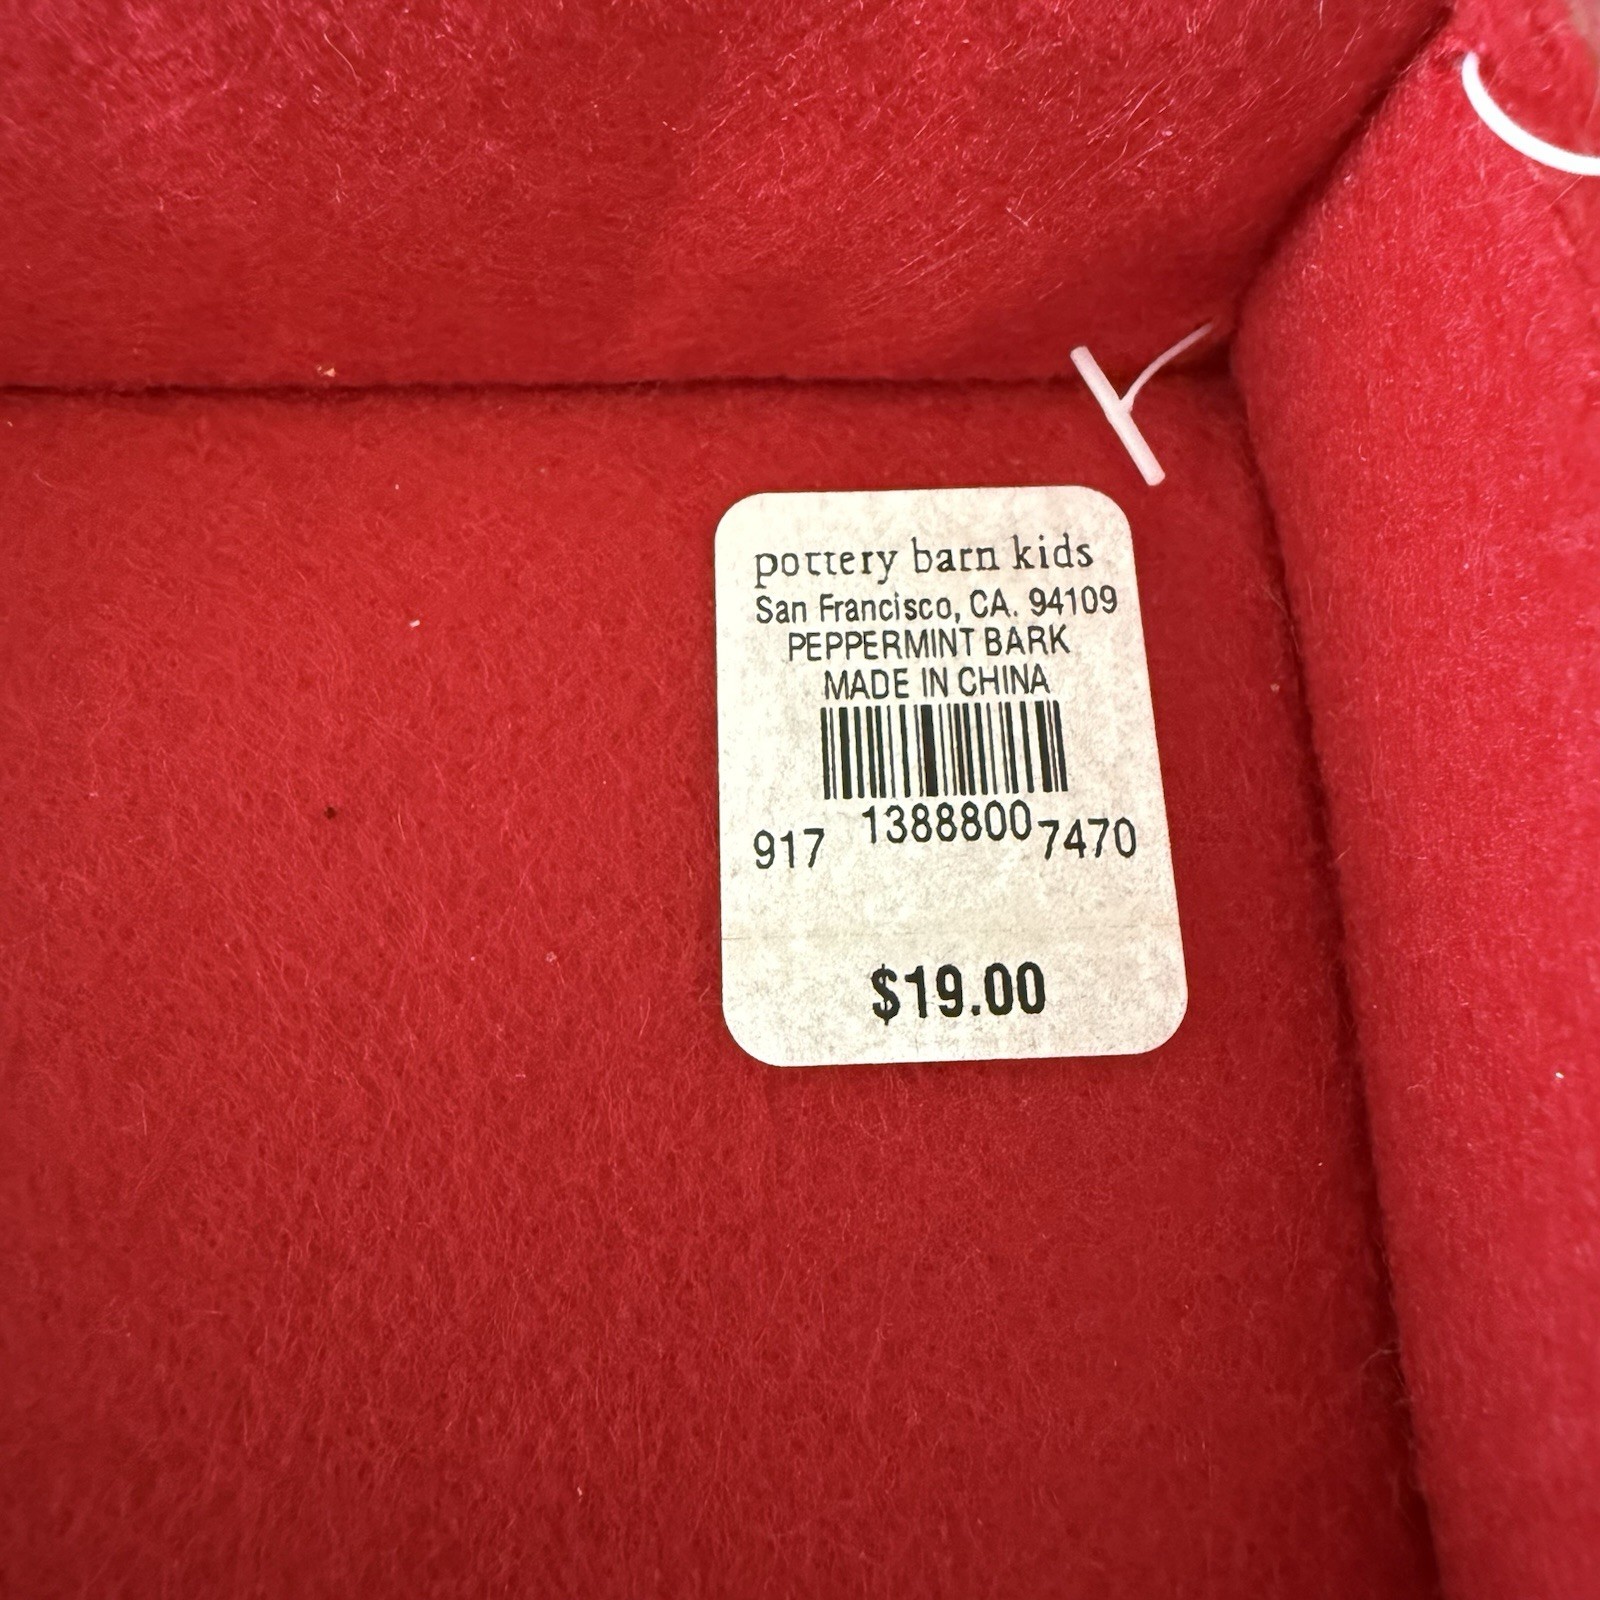 pottery barn kids
San Francisco, CA. 94109
PEPPERMINT BARK
MADE IN CHINA
917 1388800 7470
$19.00